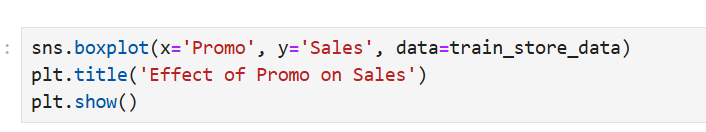 :
sns.boxplot(x='Promo', y='Sales', data=train_store_data)
plt.title('Effect of Promo on Sales')
plt.show()